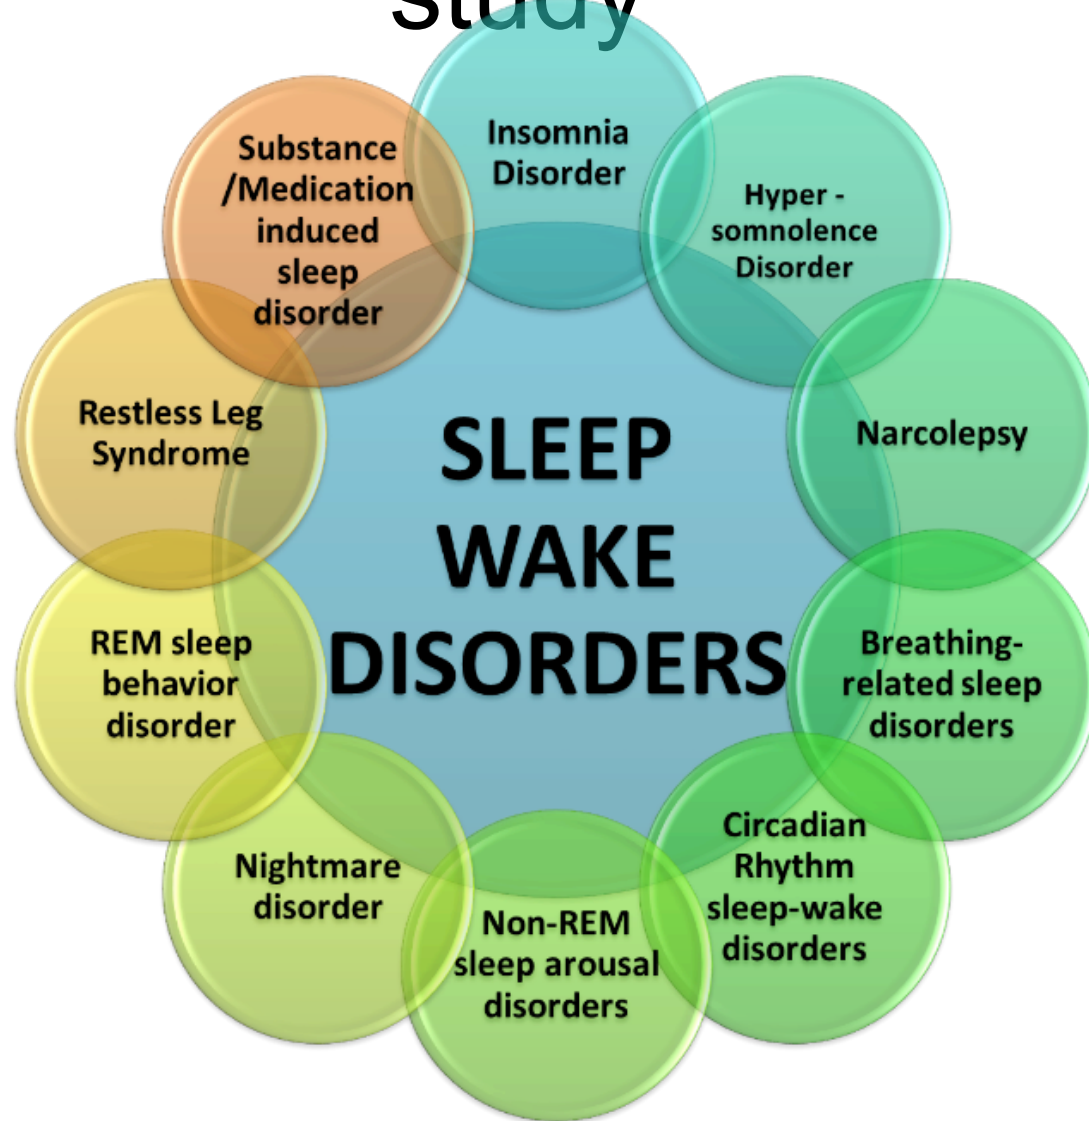 study
Insomnia
Disorder
Hyper -
somnolence
Disorder
Narcolepsy
Breathing-
related sleep
disorders
Circadian
Rhythm
sleep-wake
disorders
Non-REM
sleep arousal
disorders
Nightmare
disorder
REM sleep
behavior
disorder
Restless Leg
Syndrome
Substance
/Medication
induced
sleep
disorder
SLEEP
WAKE
DISORDERS